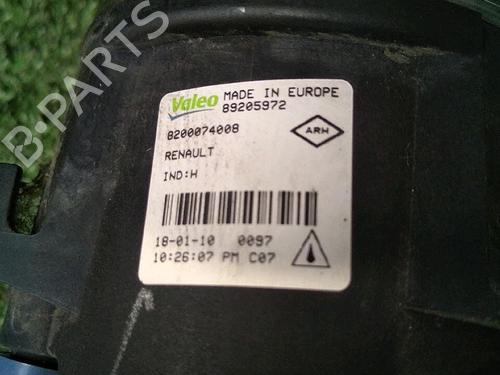 B-PARTS
Valeo MADE IN EUROPE
89205972
8200074008
RENAULT
ARH
IND:H
18-01-10 0097
10:26:07 PM C07